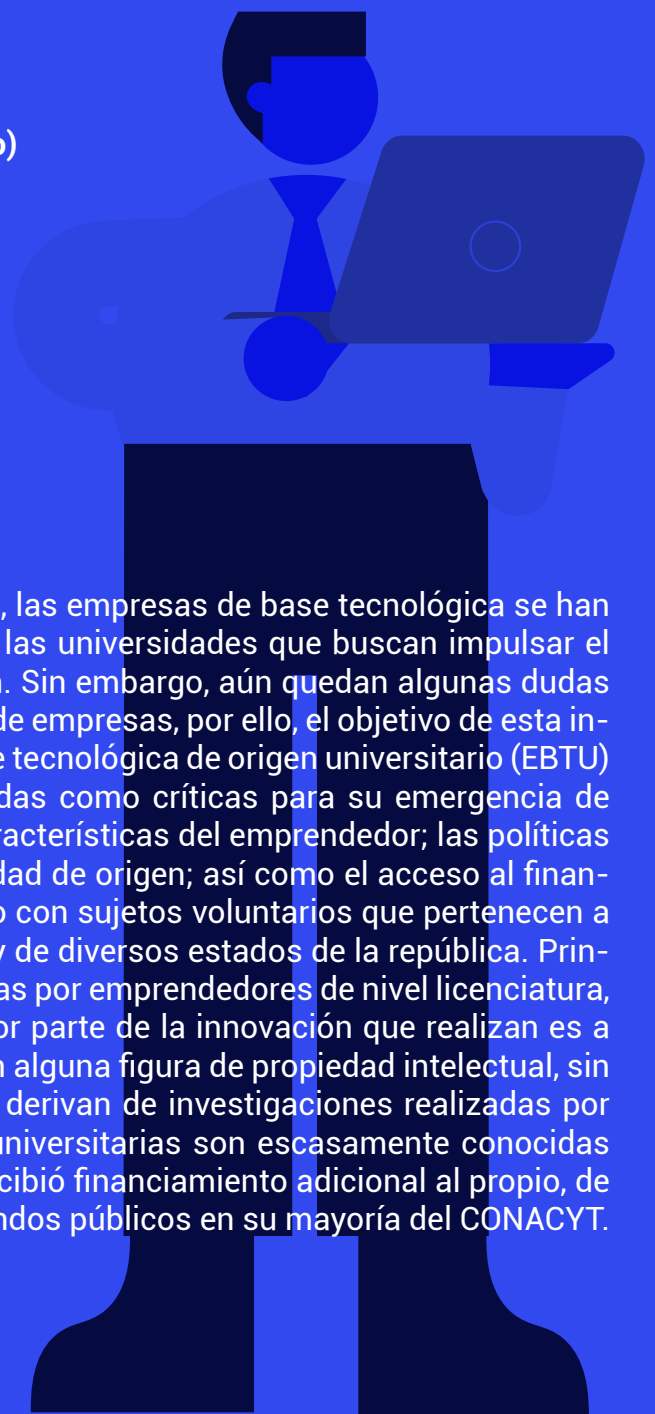 o)
, las empresas de base tecnológica se han
las universidades que buscan impulsar el
. Sin embargo, aún quedan algunas dudas
de empresas, por ello, el objetivo de esta in-
e tecnológica de origen universitario (EBTU)
das como críticas para su emergencia de
racterísticas del emprendedor; las políticas
dad de origen; así como el acceso al finan-
o con sujetos voluntarios que pertenecen a
y de diversos estados de la república. Prin-
as por emprendedores de nivel licenciatura,
or parte de la innovación que realizan es a
n alguna figura de propiedad intelectual, sin
derivan de investigaciones realizadas por
universitarias son escasamente conocidas
cibió financiamiento adicional al propio, de
ndos públicos en su mayoría del CONACYT.